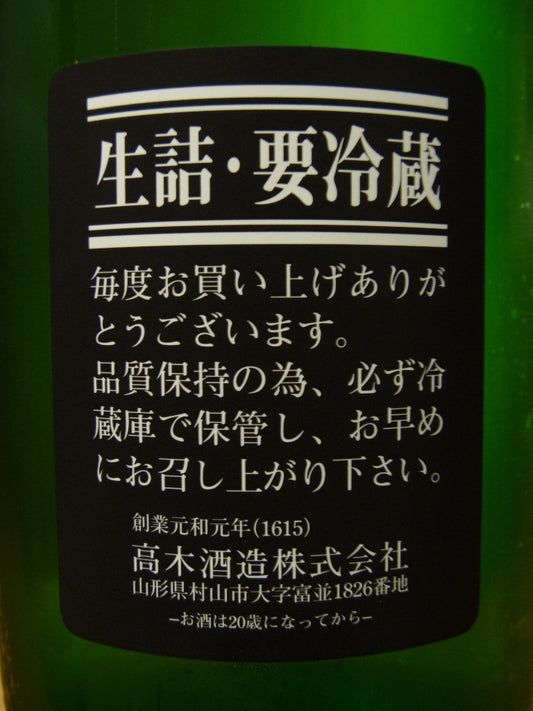 生詰・要冷蔵
毎度お買い上げありが
とうございます。
品質保持の為、必ず冷
蔵庫で保管し、お早め
にお召し上がり下さい。
創業元和元年(1615)
高木酒造株式会社
山形県村山市大字富並1826番地
–お酒は20歳になってから–